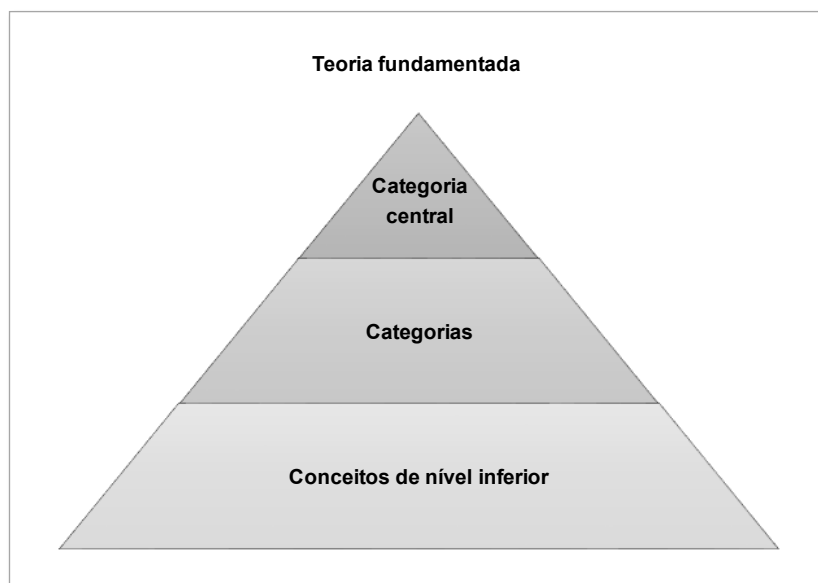 Teoria fundamentada
Categoria
central
Categorias
Conceitos de nível inferior